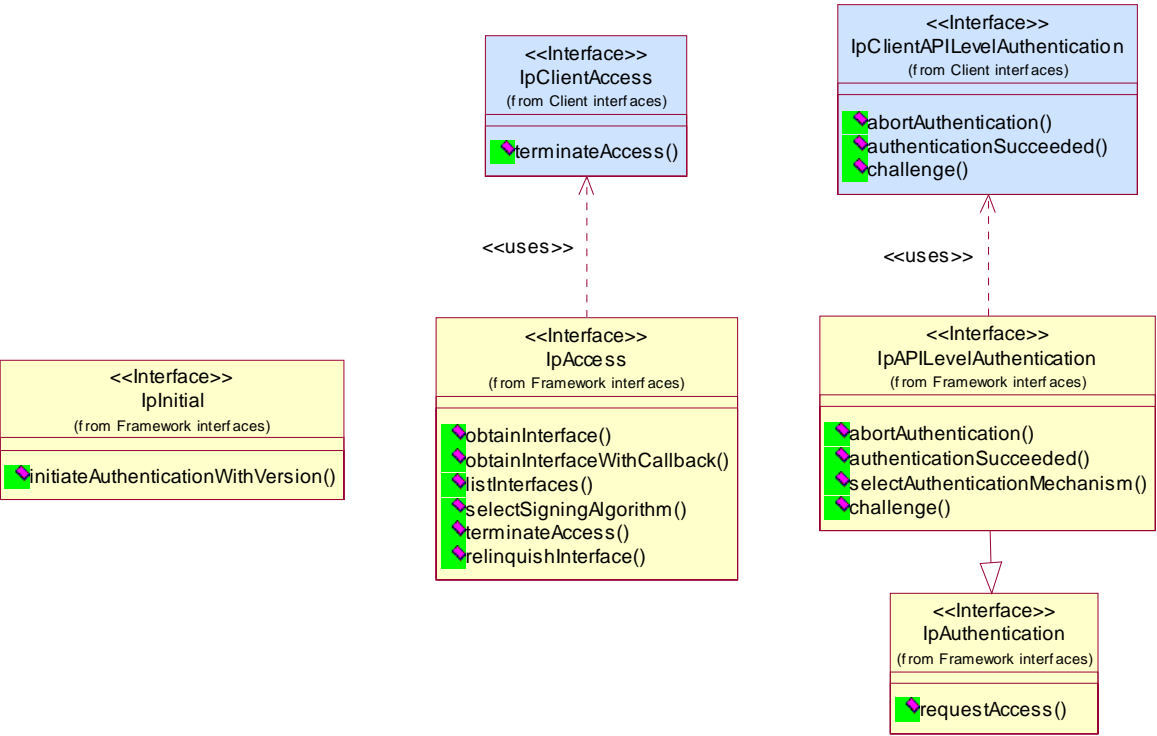 <<Interface>>
IpClientAccess
(from Client interfaces)
terminateAccess()
<<Interface>>
IpClientAPILevelAuthentication
(from Client interfaces)
abortAuthentication()
authenticationSucceeded()
challenge()
<<uses>>
<<uses>>
<<Interface>>
IpInitial
(from Framework interfaces)
initiateAuthenticationWithVersion()
<<Interface>>
IpAccess
(from Framework interfaces)
obtainInterface()
obtainInterfaceWithCallback()
listInterfaces()
selectSigningAlgorithm()
terminateAccess()
relinquishInterface()
<<Interface>>
IpAPILevelAuthentication
(from Framework interfaces)
abortAuthentication()
authenticationSucceeded()
selectAuthenticationMechanism()
challenge()
<<Interface>>
IpAuthentication
(from Framework interfaces)
requestAccess()